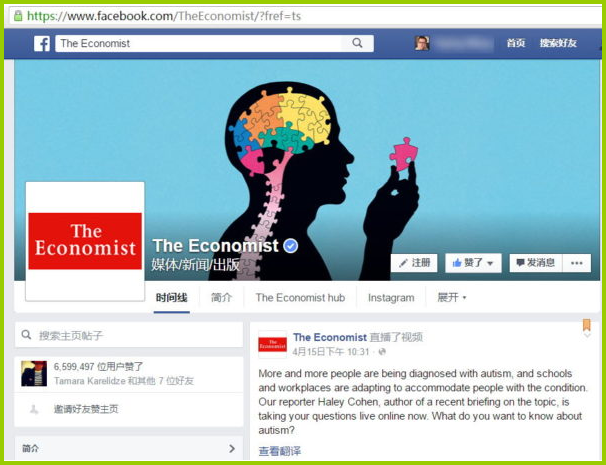 https://www.facebook.com/TheEconomist/?fref=ts
The Economist
首页
搜索好友
The
Economist
The Economist
媒体/新闻/出版
注册
赞了
发消息
时间线
简介
The Economist hub
Instagram
展开
搜索主页帖子
6,599,497 位用户赞了
Tamara Karelidze 和其他 7 位好友
邀请好友赞主页
简介
The
Economist
The Economist 直播了视频
4月15日下午 10:31
More and more people are being diagnosed with autism, and schools
and workplaces are adapting to accommodate people with the condition.
Our reporter Haley Cohen, author of a recent briefing on the topic, is
taking your questions live online now. What do you want to know about
autism?
查看翻译